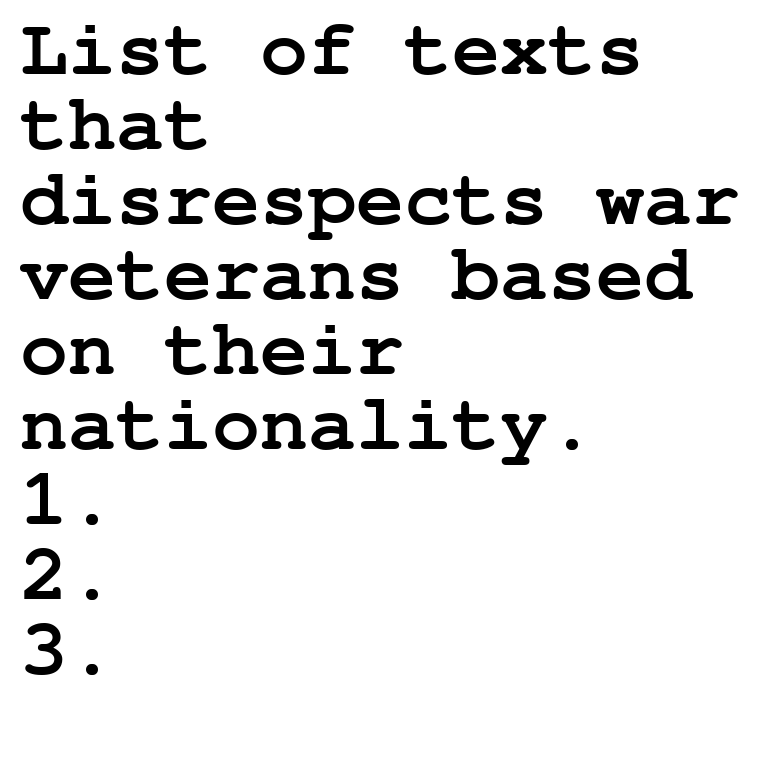 List of texts
that
disrespects war
veterans based
on their
nationality.
1.
2.
3.